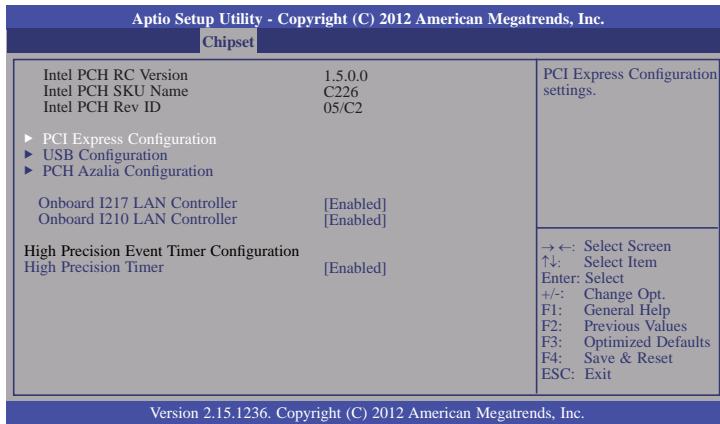 Aptio Setup Utility - Copyright (C) 2012 American Megatrends, Inc.
Chipset
Intel PCH RC Version 1.5.0.0
Intel PCH SKU Name C226
Intel PCH Rev ID 05/C2
► PCI Express Configuration
► USB Configuration
► PCH Azalia Configuration
Onboard I217 LAN Controller [Enabled]
Onboard I210 LAN Controller [Enabled]
High Precision Event Timer Configuration
High Precision Timer [Enabled]
PCI Express Configuration
settings.
→ ←: Select Screen
↑↓: Select Item
Enter: Select
+/-: Change Opt.
F1: General Help
F2: Previous Values
F3: Optimized Defaults
F4: Save & Reset
ESC: Exit
Version 2.15.1236. Copyright (C) 2012 American Megatrends, Inc.